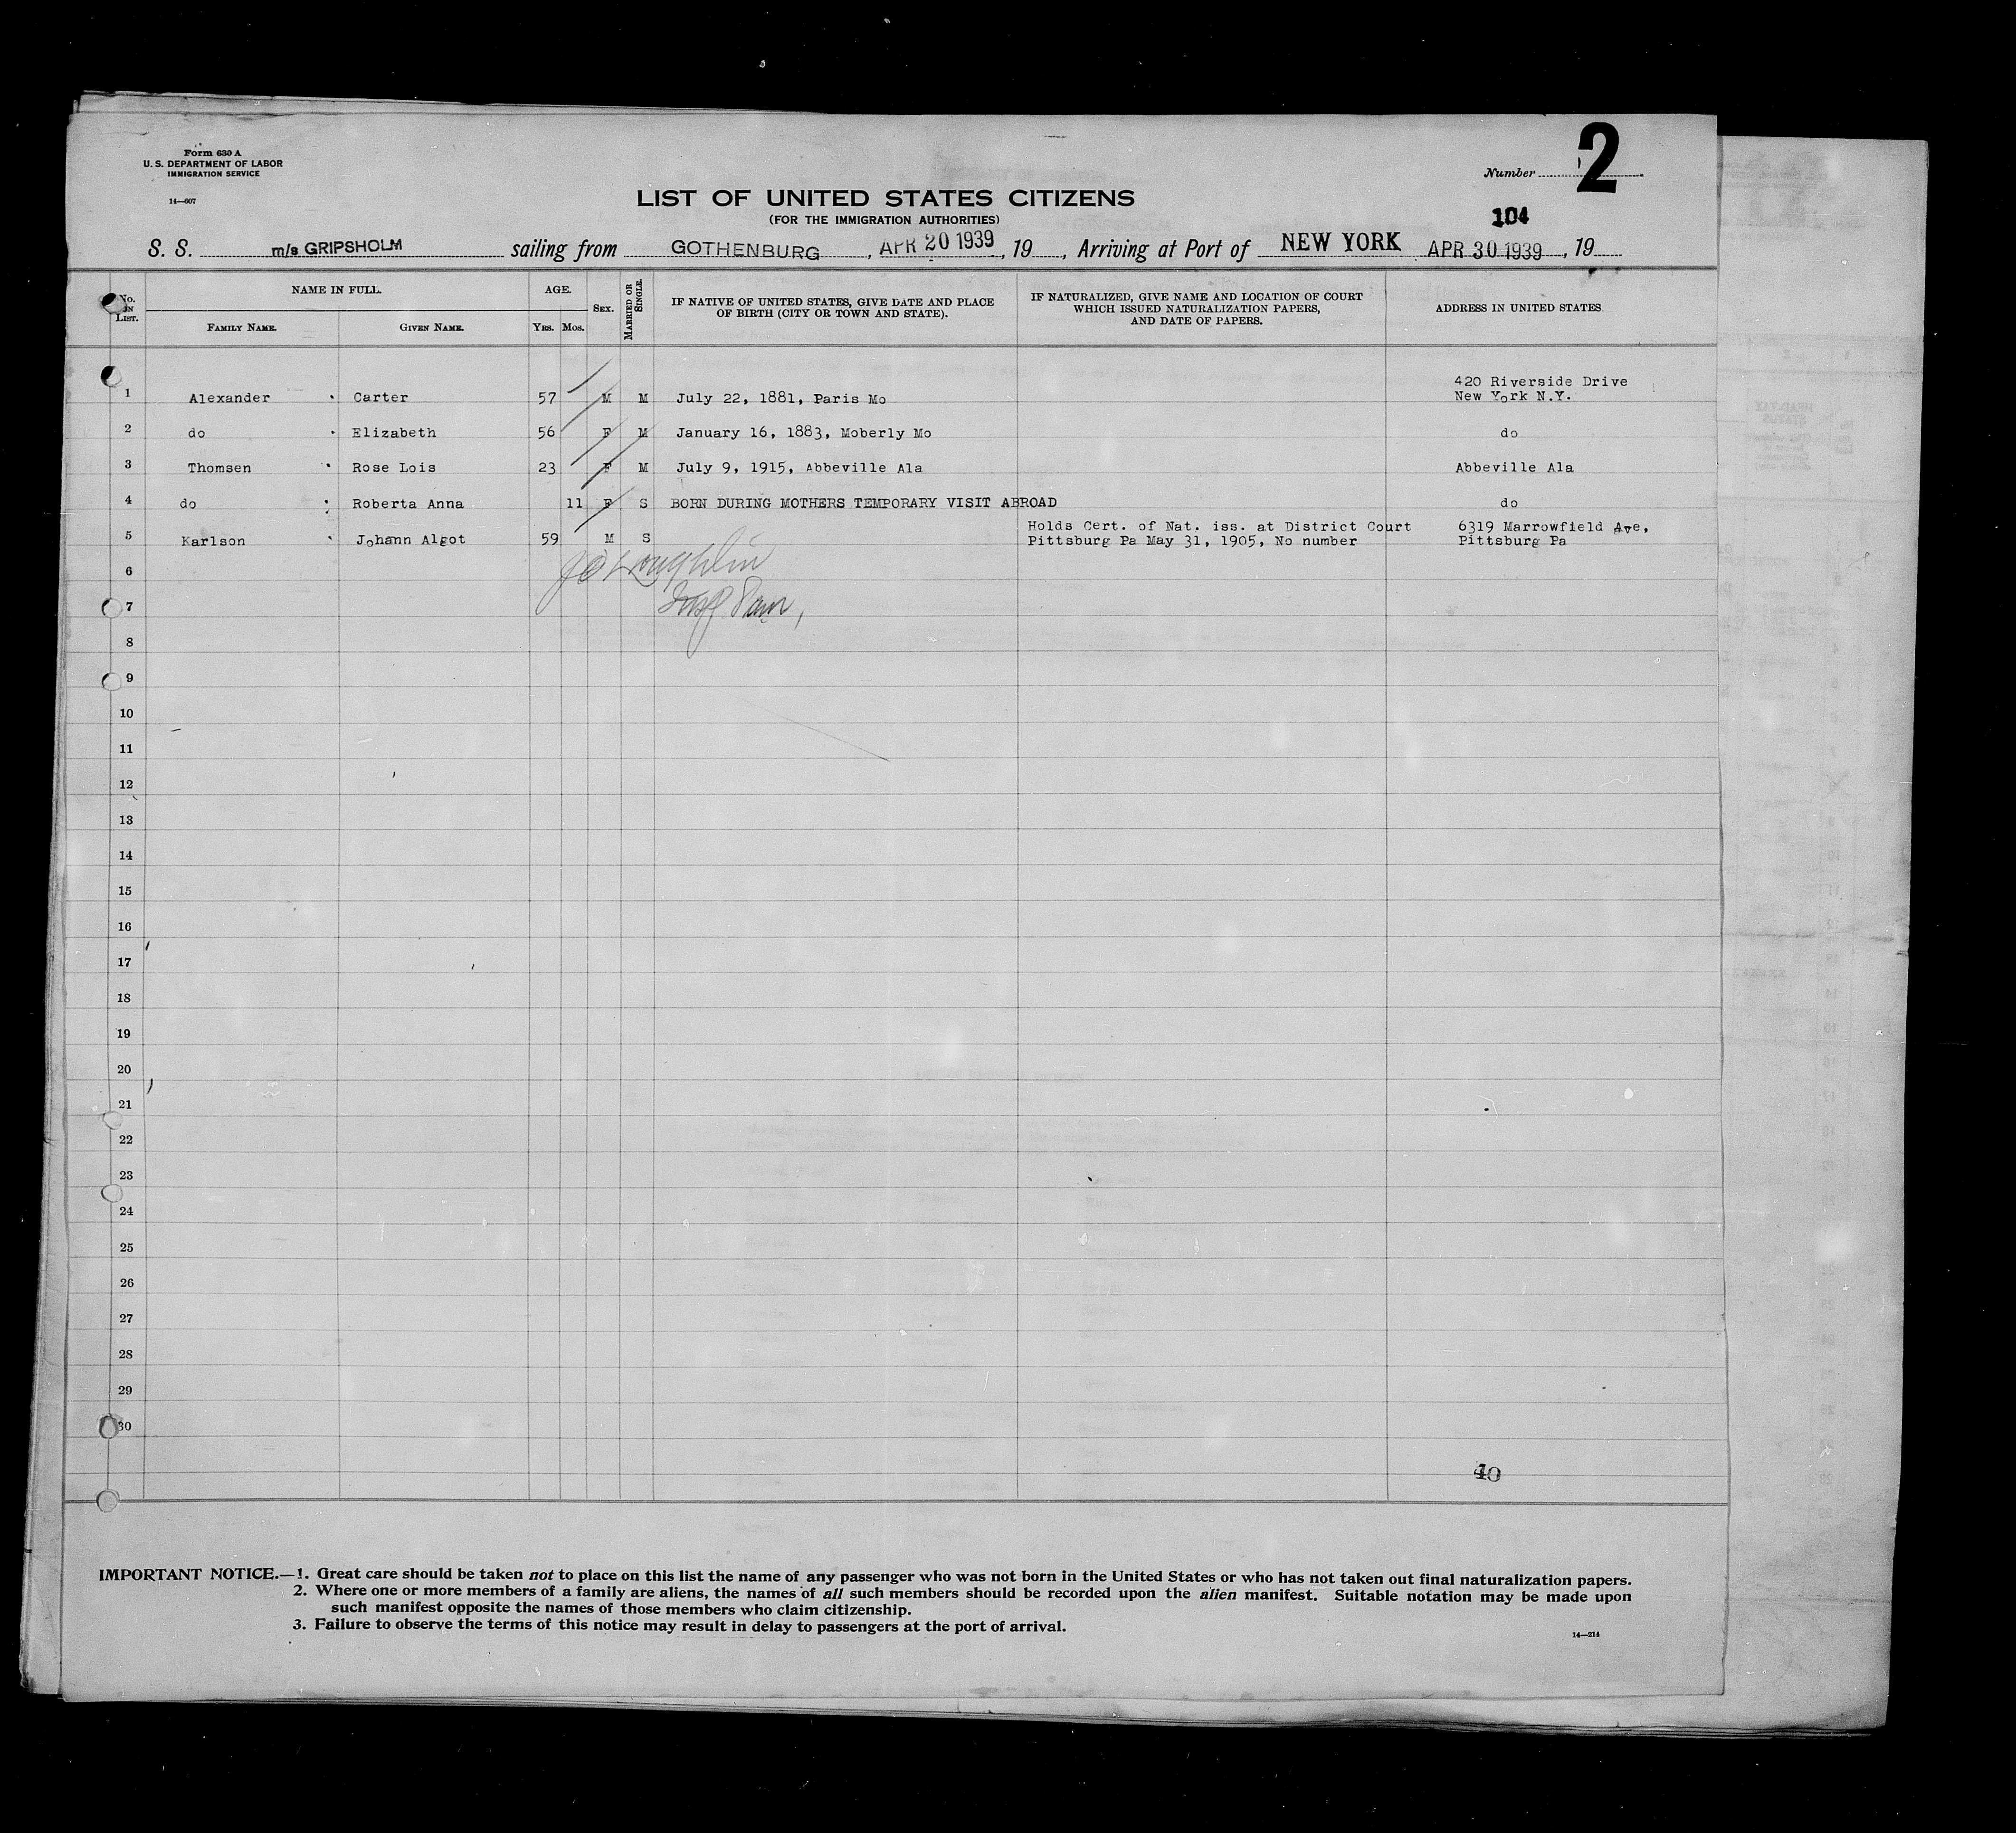 Form 630 A
U. S. DEPARTMENT OF LABOR
IMMIGRATION SERVICE
14—607
Number 2
104
LIST OF UNITED STATES CITIZENS
(FOR THE IMMIGRATION AUTHORITIES)
S. S. m/s GRIPSHOLM sailing from GOTHENBURG, APR 20 1939, 19, Arriving at Port of NEW YORK APR 30 1939, 19
No. in List. NAME IN FULL. AGE. Sex. Married or Single. IF NATIVE OF UNITED STATES, GIVE DATE AND PLACE OF BIRTH (CITY OR TOWN AND STATE). IF NATURALIZED, GIVE NAME AND LOCATION OF COURT WHICH ISSUED NATURALIZATION PAPERS, AND DATE OF PAPERS. ADDRESS IN UNITED STATES
Family Name. Given Name. Yrs. Mos.
420 Riverside Drive
1 Alexander Carter 57 M M July 22, 1881, Paris Mo New York N.Y.
2 do Elizabeth 56 F M January 16, 1883, Moberly Mo do
3 Thomsen Rose Lois 23 F M July 9, 1915, Abbeville Ala Abbeville Ala
4 do Roberta Anna 11 F S BORN DURING MOTHERS TEMPORARY VISIT ABROAD do
Holds Cert. of Nat. iss. at District Court 6319 Marrowfield Ave,
5 Karlson Johann Algot 59 M S Pittsburg Pa May 31, 1905, No number Pittsburg Pa
6
7
8
9
10
11
12
13
14
15
16
17
18
19
20
21
22
23
24
25
26
27
28
29
30
IMPORTANT NOTICE.—1. Great care should be taken not to place on this list the name of any passenger who was not born in the United States or who has not taken out final naturalization papers.
2. Where one or more members of a family are aliens, the names of all such members should be recorded upon the alien manifest. Suitable notation may be made upon
such manifest opposite the names of those members who claim citizenship.
3. Failure to observe the terms of this notice may result in delay to passengers at the port of arrival.
14—214